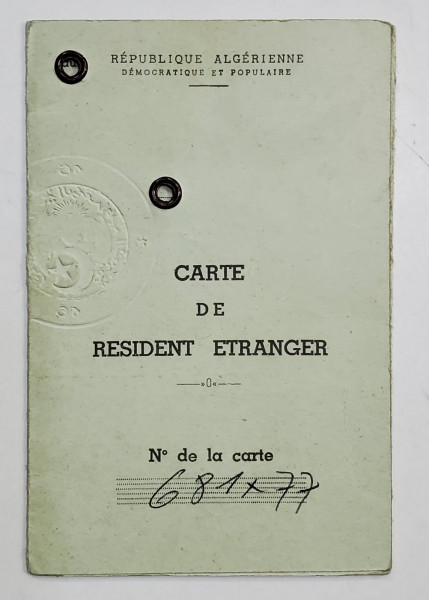 RÉPUBLIQUE ALGÉRIENNE
DÉMOCRATIQUE ET POPULAIRE
CARTE
DE
RESIDENT ETRANGER
N° de la carte
681x77